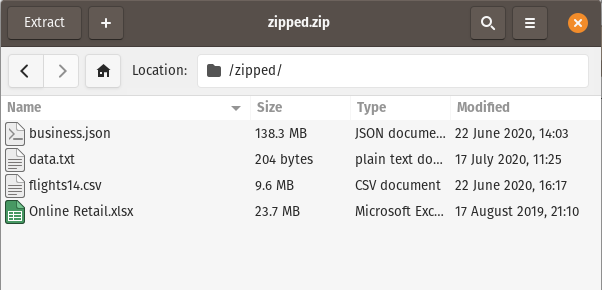 Extract + zipped.zip
Location: /zipped/
Name Size Type Modified
business.json 138.3 MB JSON docume... 22 June 2020, 14:03
data.txt 204 bytes plain text do... 17 July 2020, 11:25
flights14.csv 9.6 MB CSV document 22 June 2020, 16:17
Online Retail.xlsx 23.7 MB Microsoft Exc... 17 August 2019, 21:10